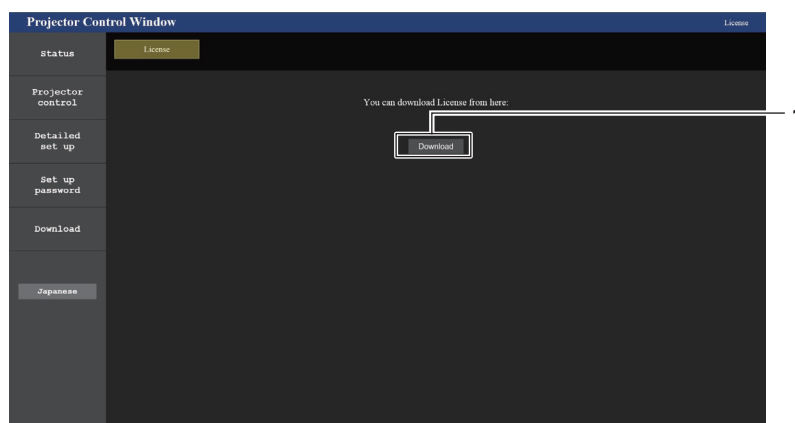 Projector Control Window
License
Status
License
Projector
control
You can download License from here:
Detailed
set up
Download
Set up
password
Download
Japanese